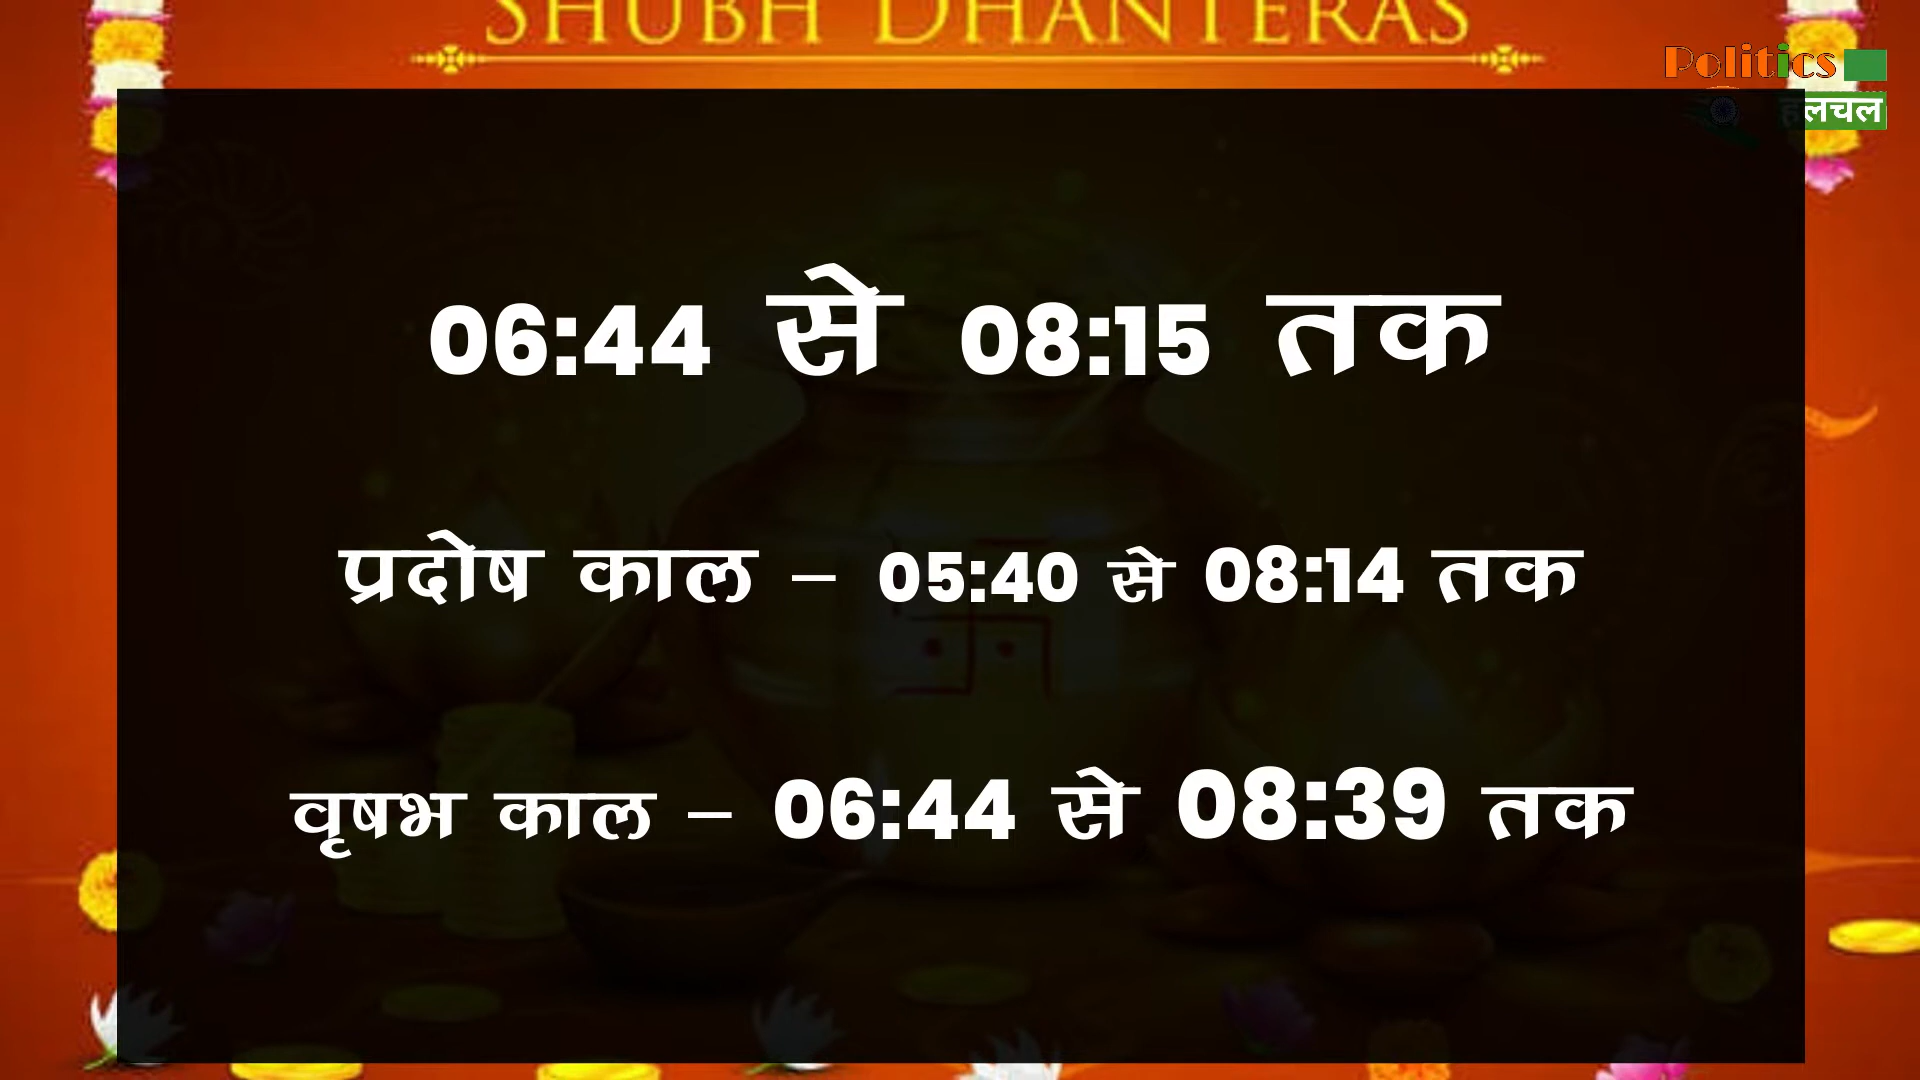 SHUBH DHANTERAS
Politics
हलचल
06:44 से 08:15 तक
प्रदोष काल – 05:40 से 08:14 तक
वृषभ काल – 06:44 से 08:39 तक